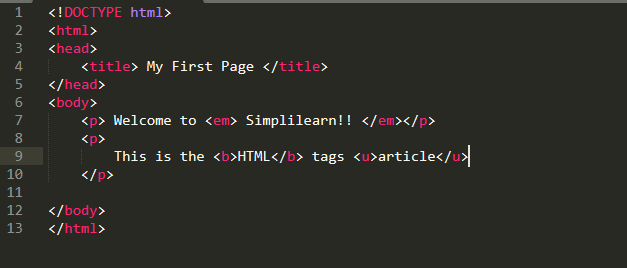 1 <!DOCTYPE html>
2 <html>
3 <head>
4     <title> My First Page </title>
5 </head>
6 <body>
7     <p> Welcome to <em> Simplilearn!! </em></p>
8     <p>
9         This is the <b>HTML</b> tags <u>article</u>
10     </p>
11
12 </body>
13 </html>